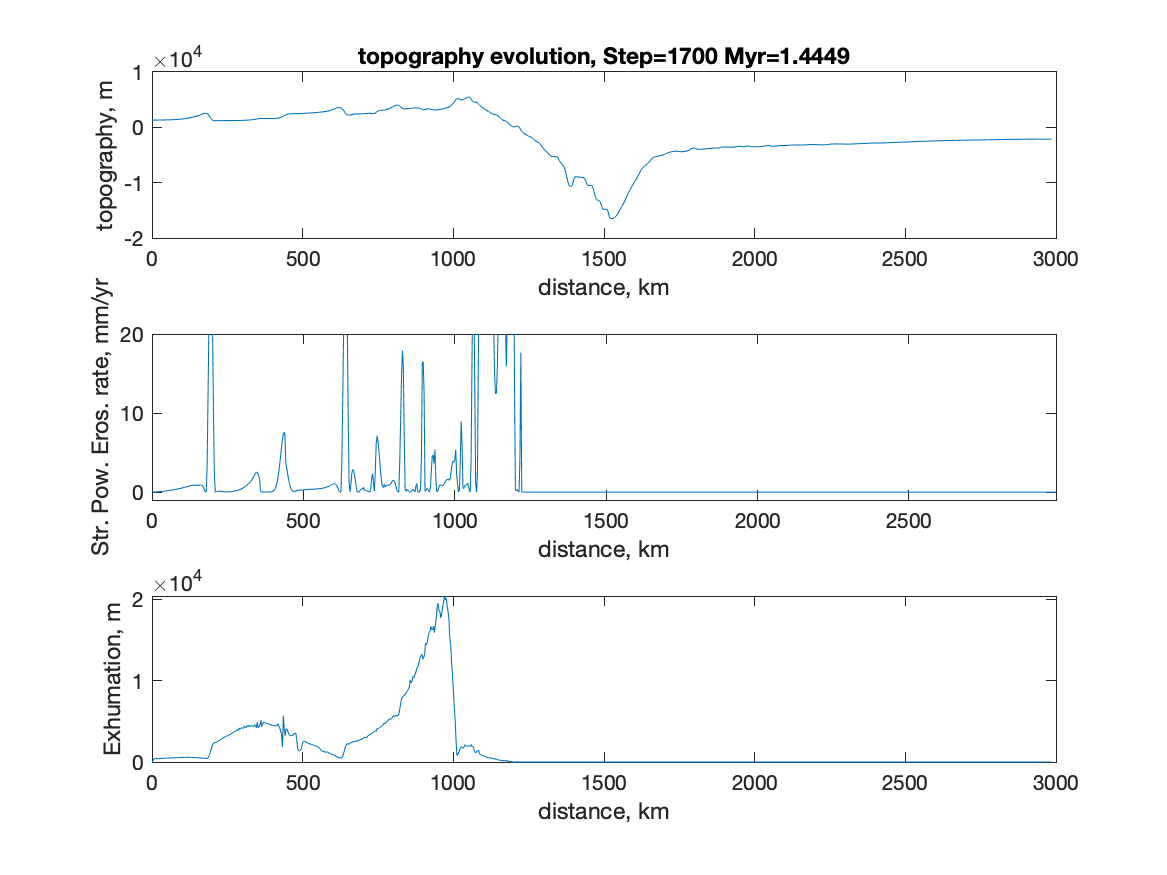 topography evolution, Step=1700 Myr=1.4449
×10⁴
topography, m
1
0
-1
-2
0 500 1000 1500 2000 2500 3000
distance, km
Str. Pow. Eros. rate, mm/yr
20
10
0
0 500 1000 1500 2000 2500
distance, km
×10⁴
Exhumation, m
2
1
0
0 500 1000 1500 2000 2500 3000
distance, km